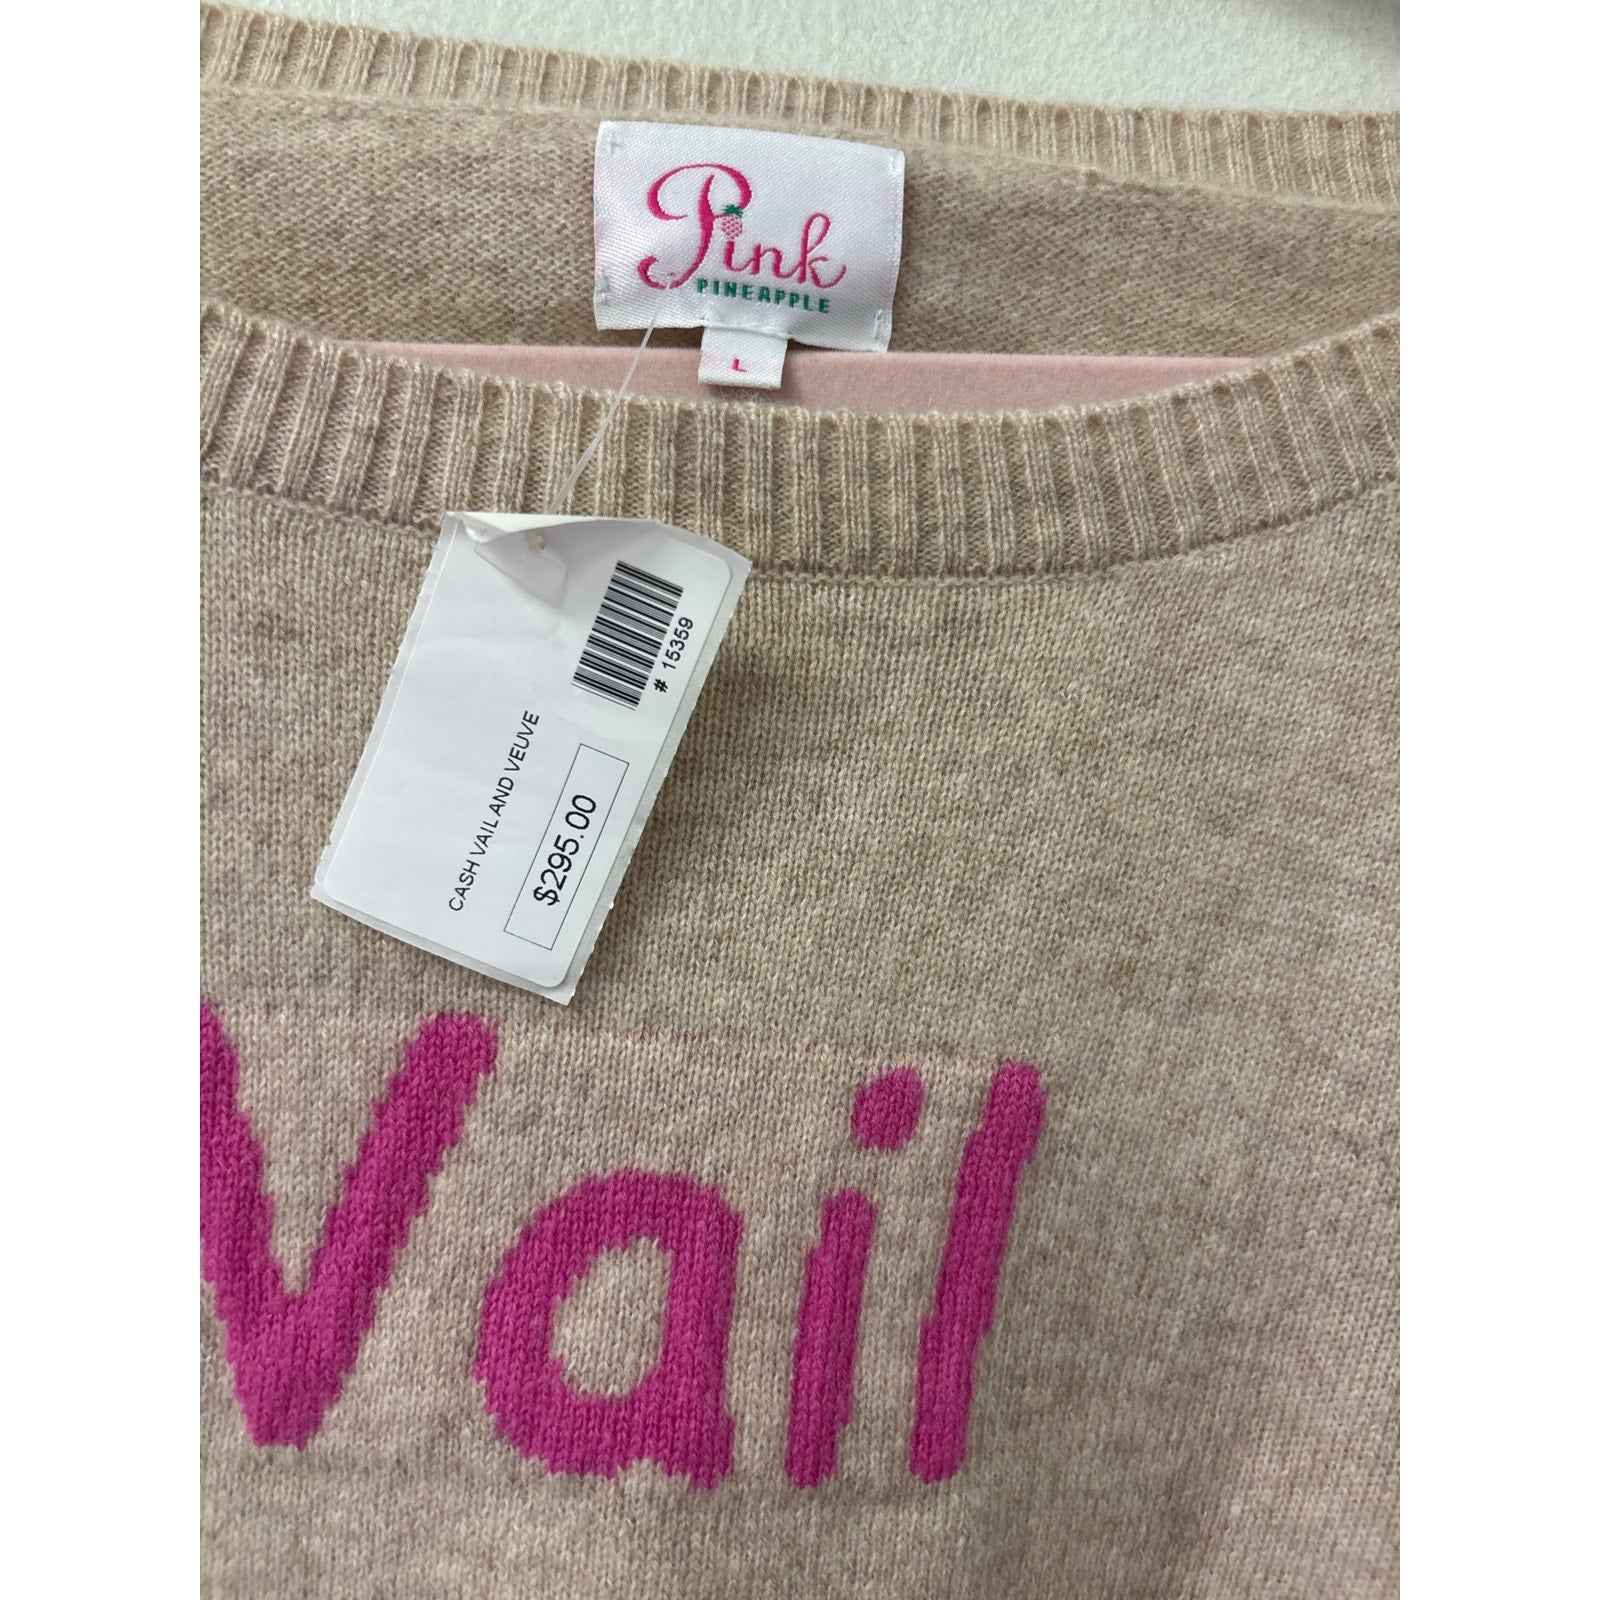 Pink
PINEAPPLE
L
# 15359
CASH VAIL AND VEUVE
$295.00
Vail